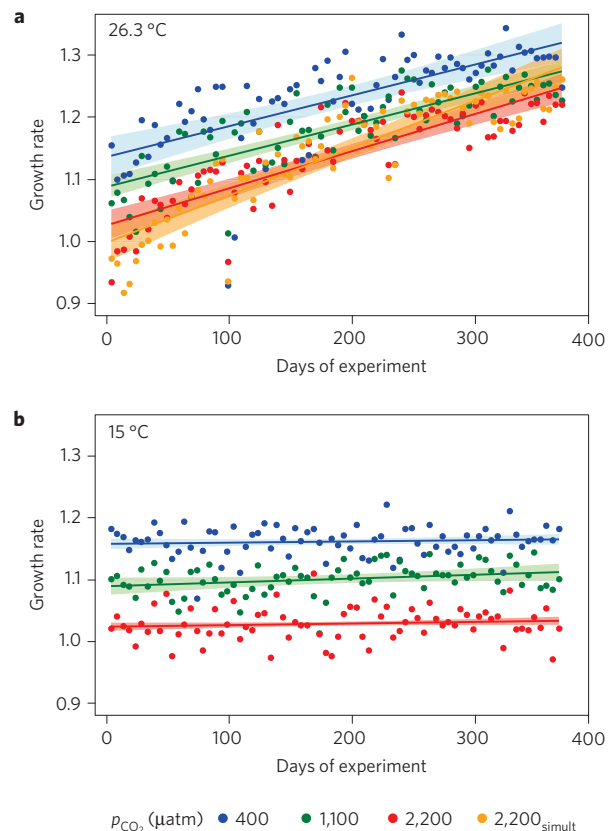 a
26.3 °C
1.3
1.2
1.1
1.0
0.9
Growth rate
0 100 200 300 400
Days of experiment
b
15 °C
1.3
1.2
1.1
1.0
0.9
Growth rate
0 100 200 300 400
Days of experiment
pCO2 (µatm) 400 1,100 2,200 2,200simult